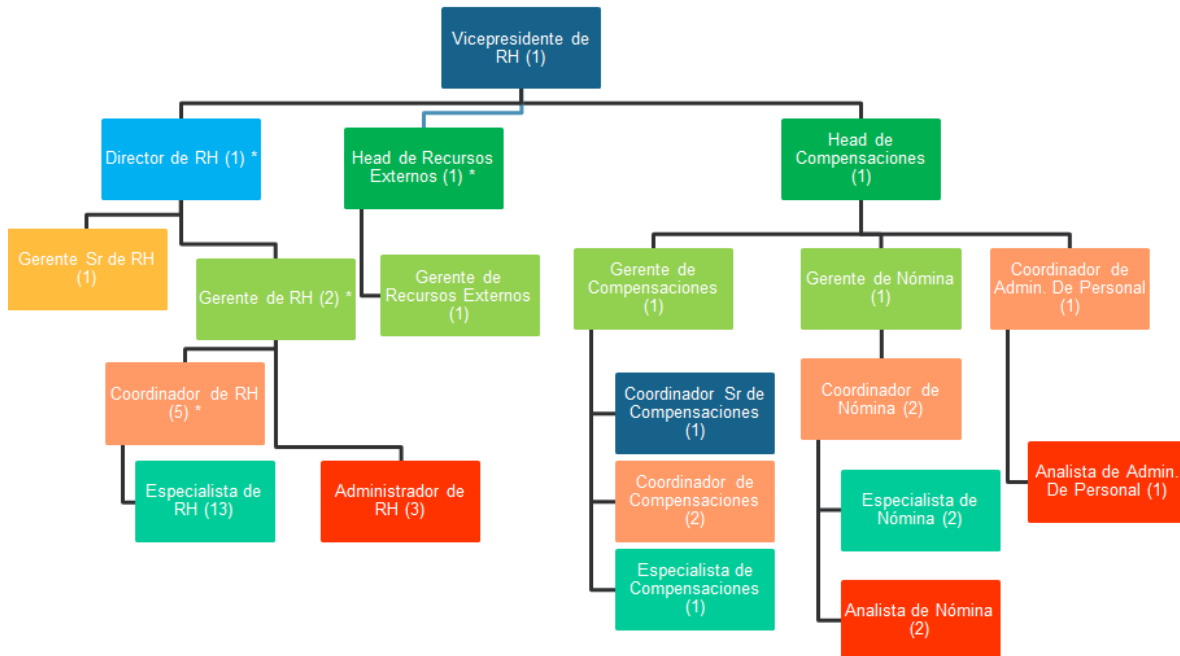 Vicepresidente de
RH (1)
Director de RH (1) *
Head de Recursos
Externos (1) *
Head de
Compensaciones
(1)
Gerente Sr de RH
(1)
Gerente de RH (2) *
Gerente de
Recursos Externos
(1)
Gerente de
Compensaciones
(1)
Gerente de Nómina
(1)
Coordinador de
Admin. De Personal
(1)
Coordinador de RH
(5) *
Coordinador Sr de
Compensaciones
(1)
Coordinador de
Nómina (2)
Especialista de
RH (13)
Administrador de
RH (3)
Coordinador de
Compensaciones
(2)
Especialista de
Nómina (2)
Analista de Admin.
De Personal (1)
Especialista de
Compensaciones
(1)
Analista de Nómina
(2)